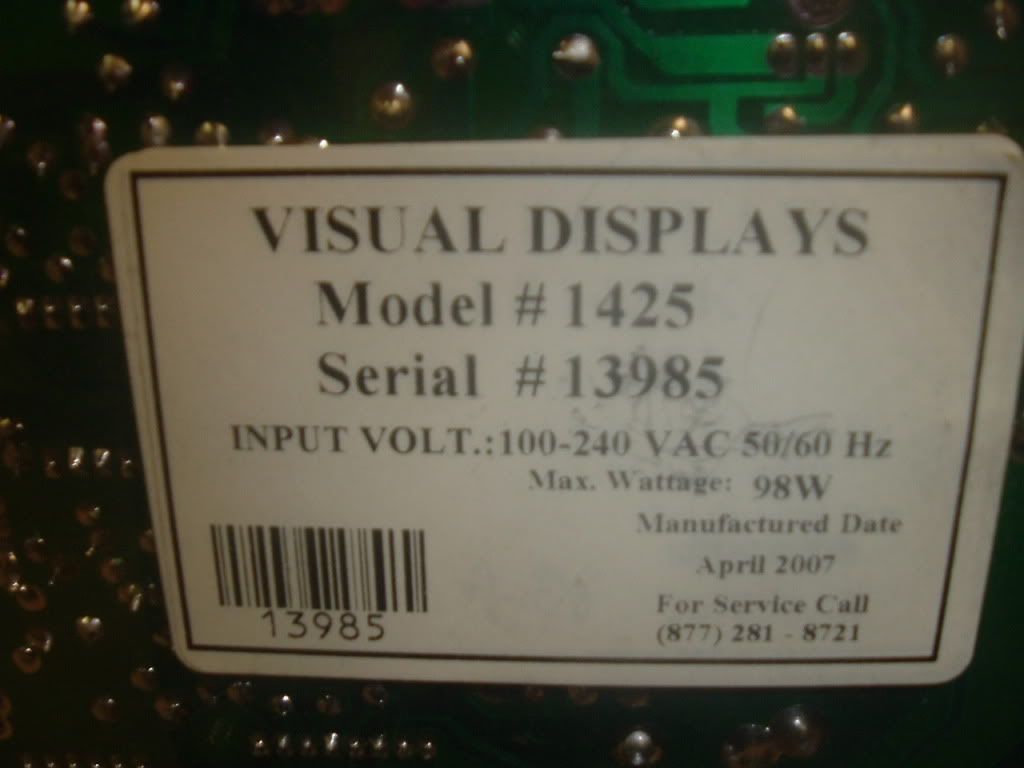 VISUAL DISPLAYS
Model # 1425
Serial # 13985
INPUT VOLT.:100-240 VAC 50/60 Hz
Max. Wattage: 98W
Manufactured Date
April 2007
For Service Call
(877) 281 - 8721
13985